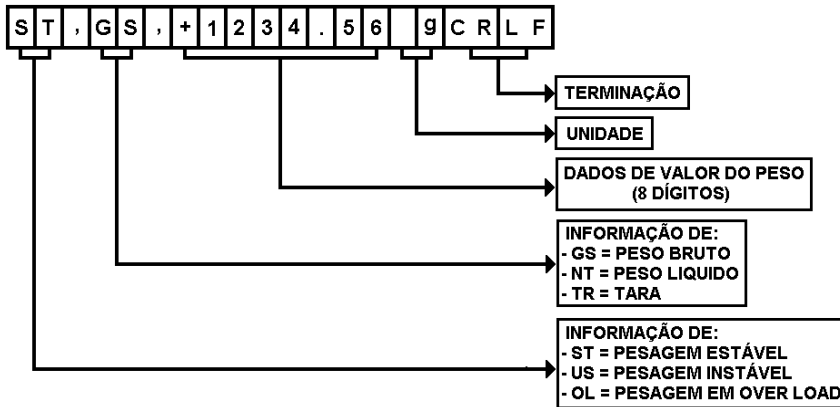 ST,GS,+1234.56 gCRLF
TERMINAÇÃO
UNIDADE
DADOS DE VALOR DO PESO
(8 DÍGITOS)
INFORMAÇÃO DE:
- GS = PESO BRUTO
- NT = PESO LIQUIDO
- TR = TARA
INFORMAÇÃO DE:
- ST = PESAGEM ESTÁVEL
- US = PESAGEM INSTÁVEL
- OL = PESAGEM EM OVER LOAD